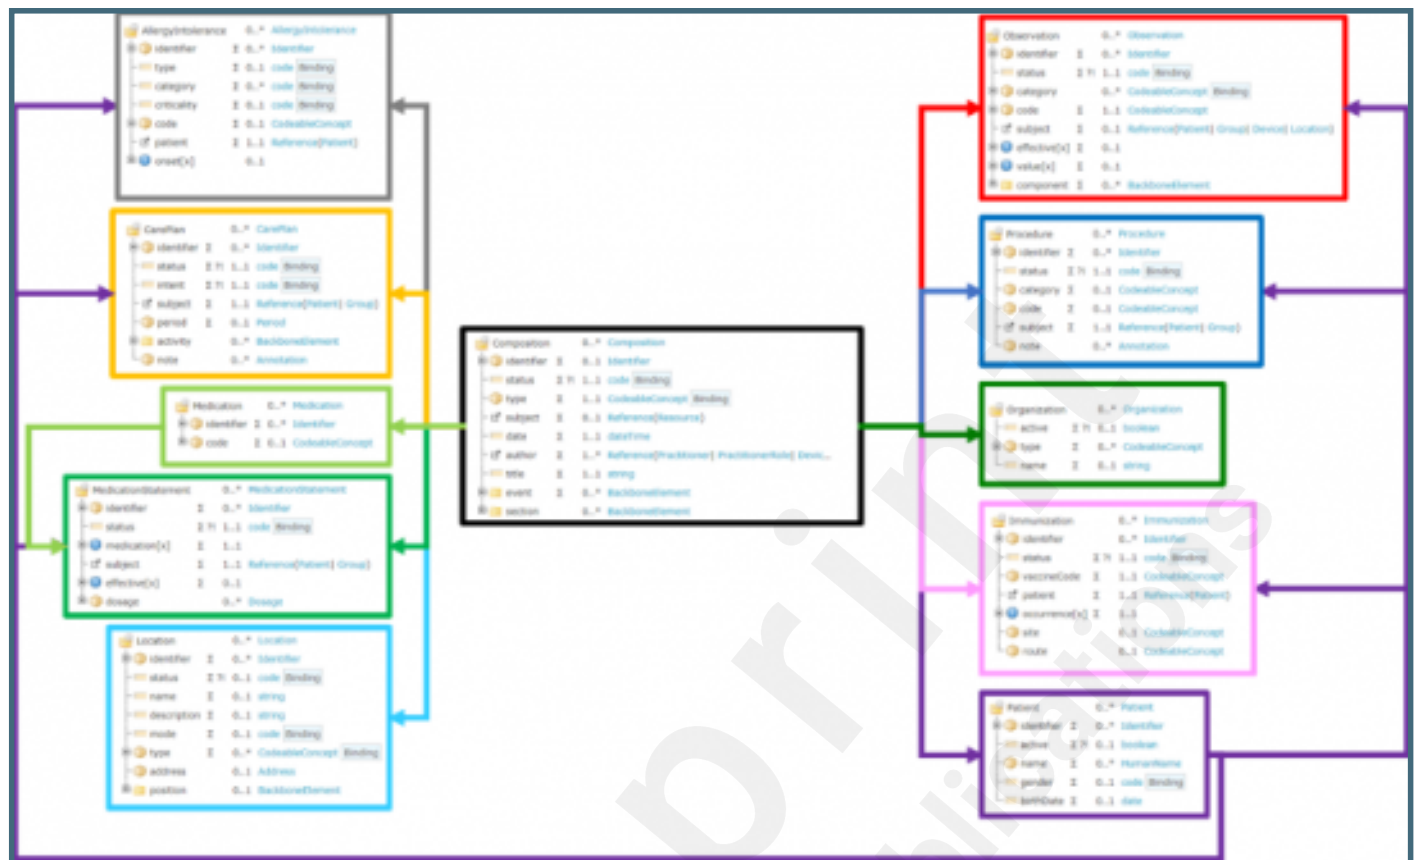 AllergyIntolerance 0..* AllergyIntolerance
identifier Σ 0..* Identifier
type Σ 0..1 code Binding
category Σ 0..* code Binding
criticality Σ 0..1 code Binding
code Σ 0..1 CodeableConcept
patient Σ 1..1 Reference(Patient)
onset[x] 0..1
CarePlan 0..* CarePlan
identifier Σ 0..* Identifier
status Σ ?! 1..1 code Binding
intent Σ ?! 1..1 code Binding
subject Σ 1..1 Reference(Patient| Group)
period Σ 0..1 Period
activity 0..* BackboneElement
note 0..* Annotation
Medication 0..* Medication
identifier Σ 0..* Identifier
code Σ 0..1 CodeableConcept
MedicationStatement 0..* MedicationStatement
identifier Σ 0..* Identifier
status Σ ?! 1..1 code Binding
medication[x] Σ 1..1
subject Σ 1..1 Reference(Patient| Group)
effective[x] Σ 0..1
dosage 0..* Dosage
Location 0..* Location
identifier Σ 0..* Identifier
status Σ ?! 0..1 code Binding
name Σ 0..1 string
description Σ 0..1 string
mode Σ 0..1 code Binding
type Σ 0..* CodeableConcept Binding
address 0..1 Address
position 0..1 BackboneElement
Composition 0..* Composition
identifier Σ 0..1 Identifier
status Σ ?! 1..1 code Binding
type Σ 1..1 CodeableConcept Binding
subject Σ 0..1 Reference(Resource)
date Σ 1..1 dateTime
author Σ 1..* Reference(Practitioner| PractitionerRole| Devic...
title Σ 1..1 string
event Σ 0..* BackboneElement
section 0..* BackboneElement
Observation 0..* Observation
identifier Σ 0..* Identifier
status Σ ?! 1..1 code Binding
category 0..* CodeableConcept Binding
code Σ 1..1 CodeableConcept
subject Σ 0..1 Reference(Patient| Group| Device| Location)
effective[x] Σ 0..1
value[x] Σ 0..1
component Σ 0..* BackboneElement
Procedure 0..* Procedure
identifier Σ 0..* Identifier
status Σ ?! 1..1 code Binding
category Σ 0..1 CodeableConcept
code Σ 0..1 CodeableConcept
subject Σ 1..1 Reference(Patient| Group)
note 0..* Annotation
Organization 0..* Organization
active Σ ?! 0..1 boolean
type Σ 0..* CodeableConcept
name Σ 0..1 string
Immunization 0..* Immunization
identifier 0..* Identifier
status Σ ?! 1..1 code Binding
vaccineCode Σ 1..1 CodeableConcept
patient Σ 1..1 Reference(Patient)
occurrence[x] Σ 1..1
site 0..1 CodeableConcept
route 0..1 CodeableConcept
Patient 0..* Patient
identifier Σ 0..* Identifier
active Σ ?! 0..1 boolean
name Σ 0..* HumanName
gender Σ 0..1 code Binding
birthDate Σ 0..1 date
print
blications